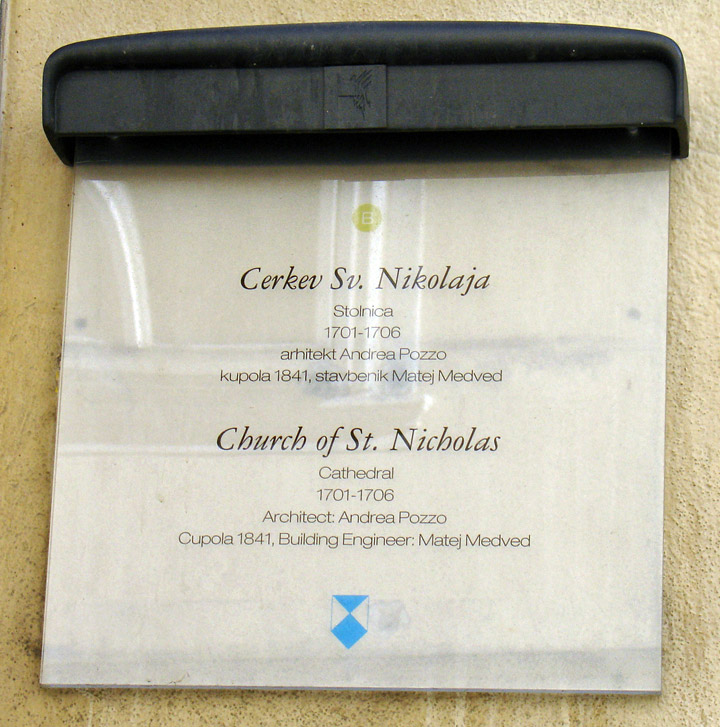 B
Cerkev Sv. Nikolaja
Stolnica
1701-1706
arhitekt Andrea Pozzo
kupola 1841, stavbenik Matej Medved
Church of St. Nicholas
Cathedral
1701-1706
Architect: Andrea Pozzo
Cupola 1841, Building Engineer: Matej Medved